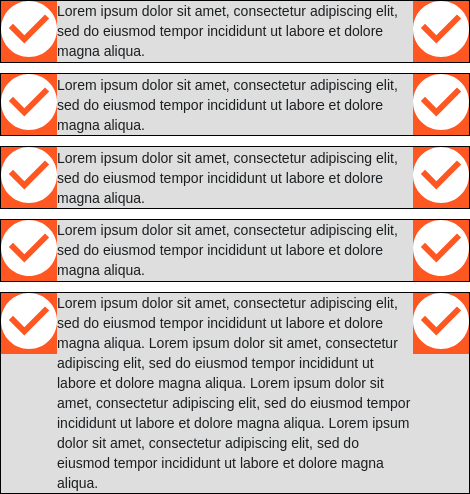 Lorem ipsum dolor sit amet, consectetur adipiscing elit,
sed do eiusmod tempor incididunt ut labore et dolore
magna aliqua.
Lorem ipsum dolor sit amet, consectetur adipiscing elit,
sed do eiusmod tempor incididunt ut labore et dolore
magna aliqua.
Lorem ipsum dolor sit amet, consectetur adipiscing elit,
sed do eiusmod tempor incididunt ut labore et dolore
magna aliqua.
Lorem ipsum dolor sit amet, consectetur adipiscing elit,
sed do eiusmod tempor incididunt ut labore et dolore
magna aliqua.
Lorem ipsum dolor sit amet, consectetur adipiscing elit,
sed do eiusmod tempor incididunt ut labore et dolore
magna aliqua. Lorem ipsum dolor sit amet, consectetur
adipiscing elit, sed do eiusmod tempor incididunt ut
labore et dolore magna aliqua. Lorem ipsum dolor sit
amet, consectetur adipiscing elit, sed do eiusmod tempor
incididunt ut labore et dolore magna aliqua. Lorem ipsum
dolor sit amet, consectetur adipiscing elit, sed do
eiusmod tempor incididunt ut labore et dolore magna
aliqua.